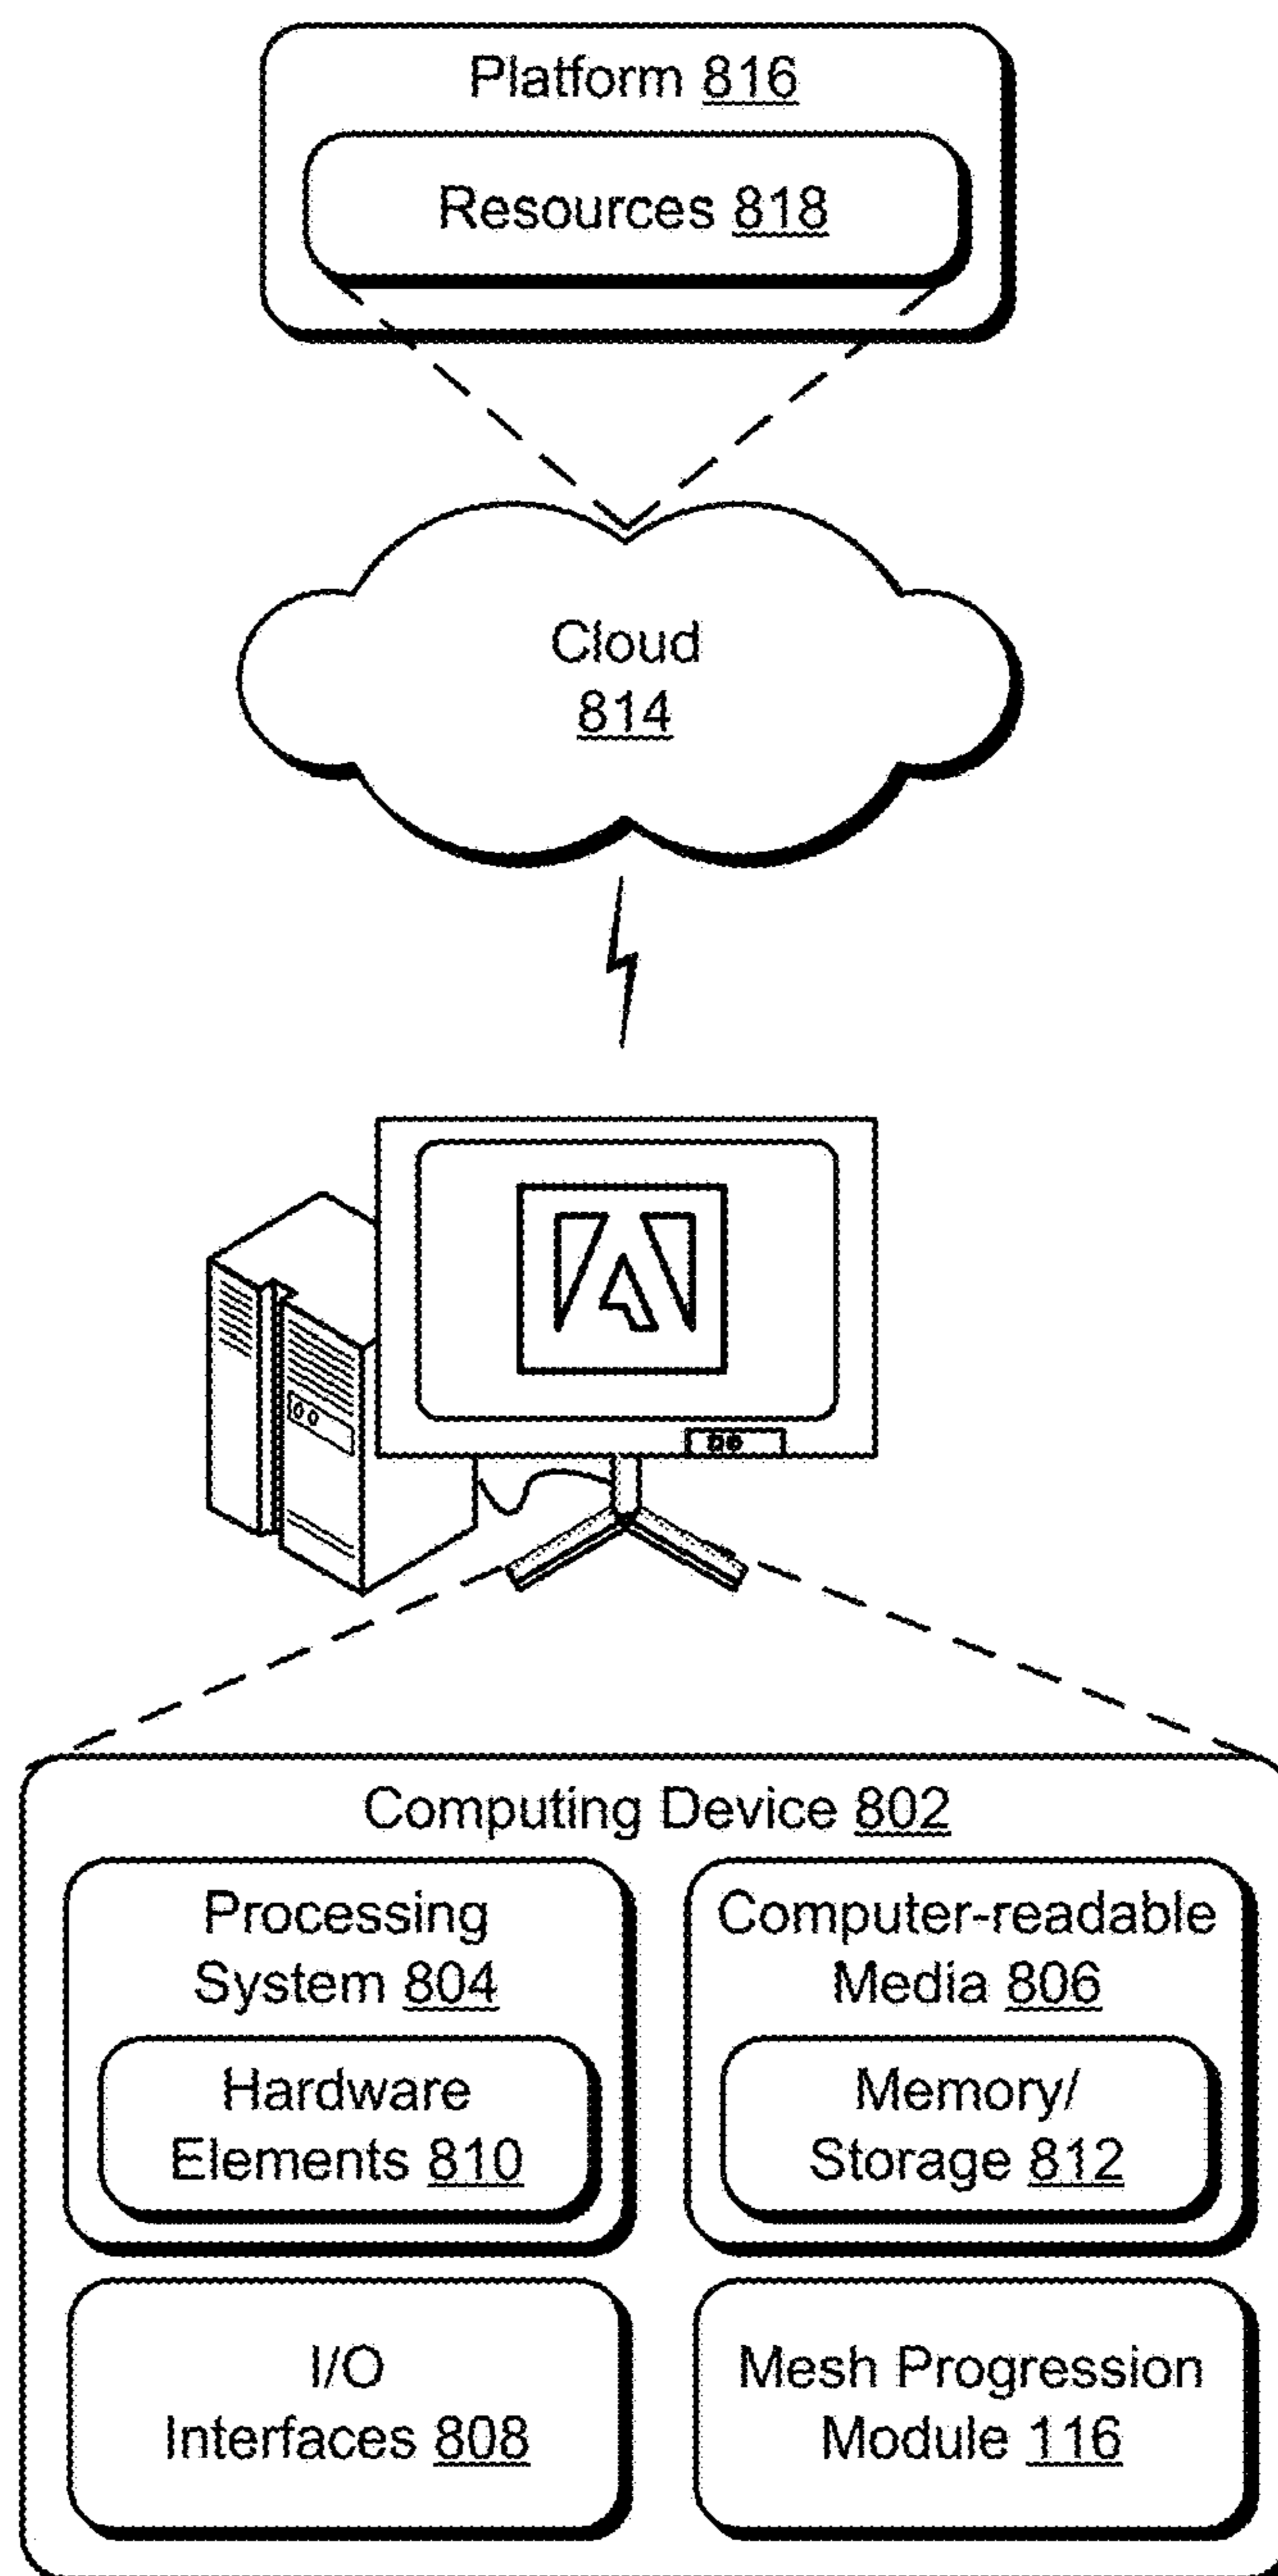 Platform 816
Resources 818
Cloud
814
Computing Device 802
Processing
System 804
Hardware
Elements 810
Computer-readable
Media 806
Memory/
Storage 812
I/O
Interfaces 808
Mesh Progression
Module 116